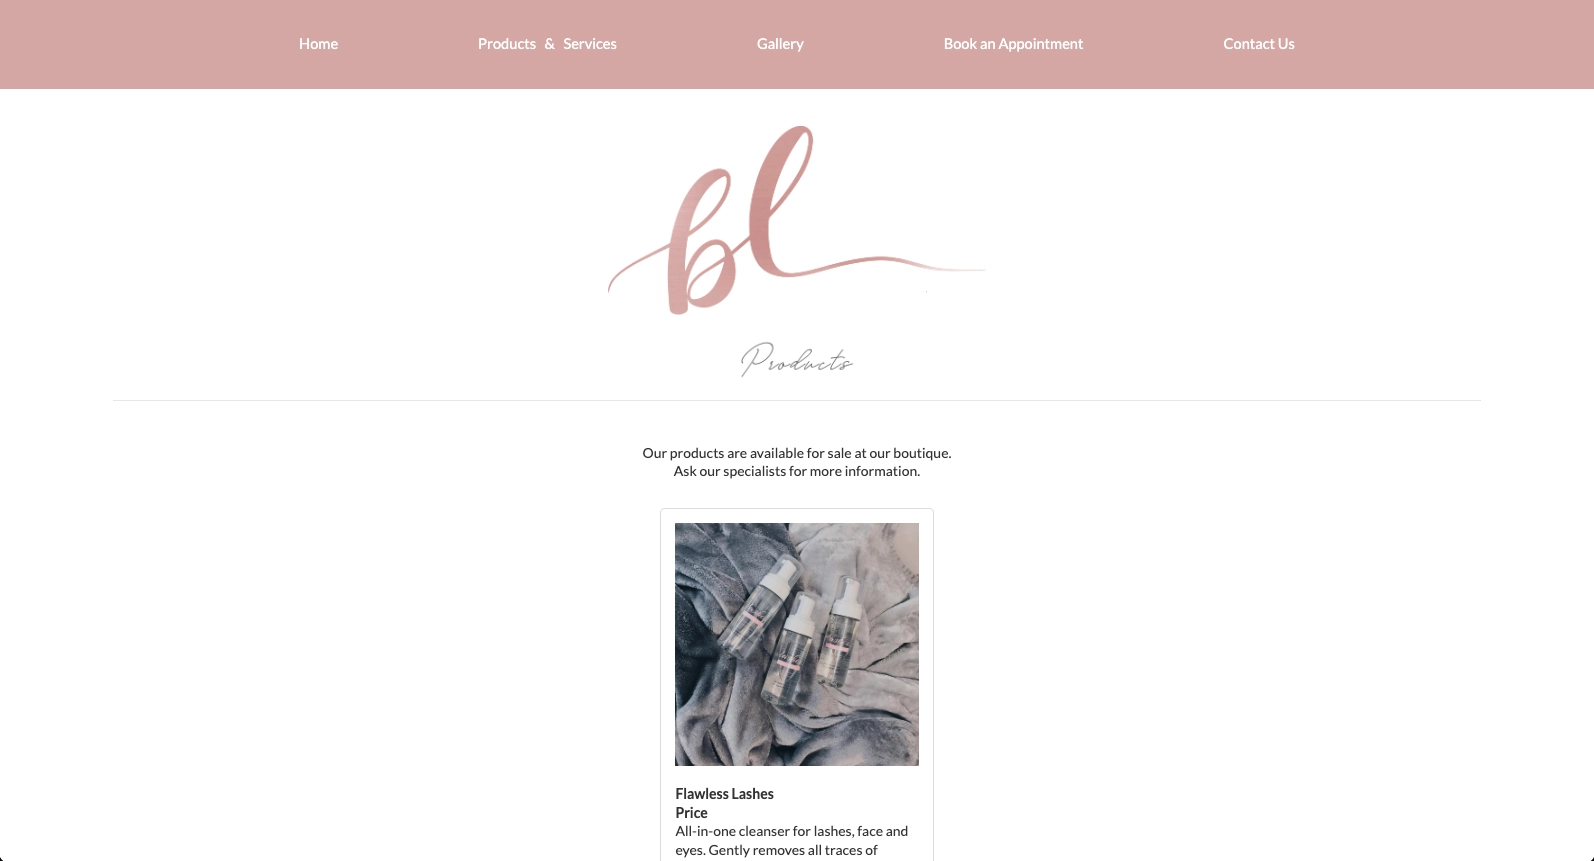 Home
Products & Services
Gallery
Book an Appointment
Contact Us
bl
Products
Our products are available for sale at our boutique.
Ask our specialists for more information.
Flawless Lashes
Price
All-in-one cleanser for lashes, face and
eyes. Gently removes all traces of